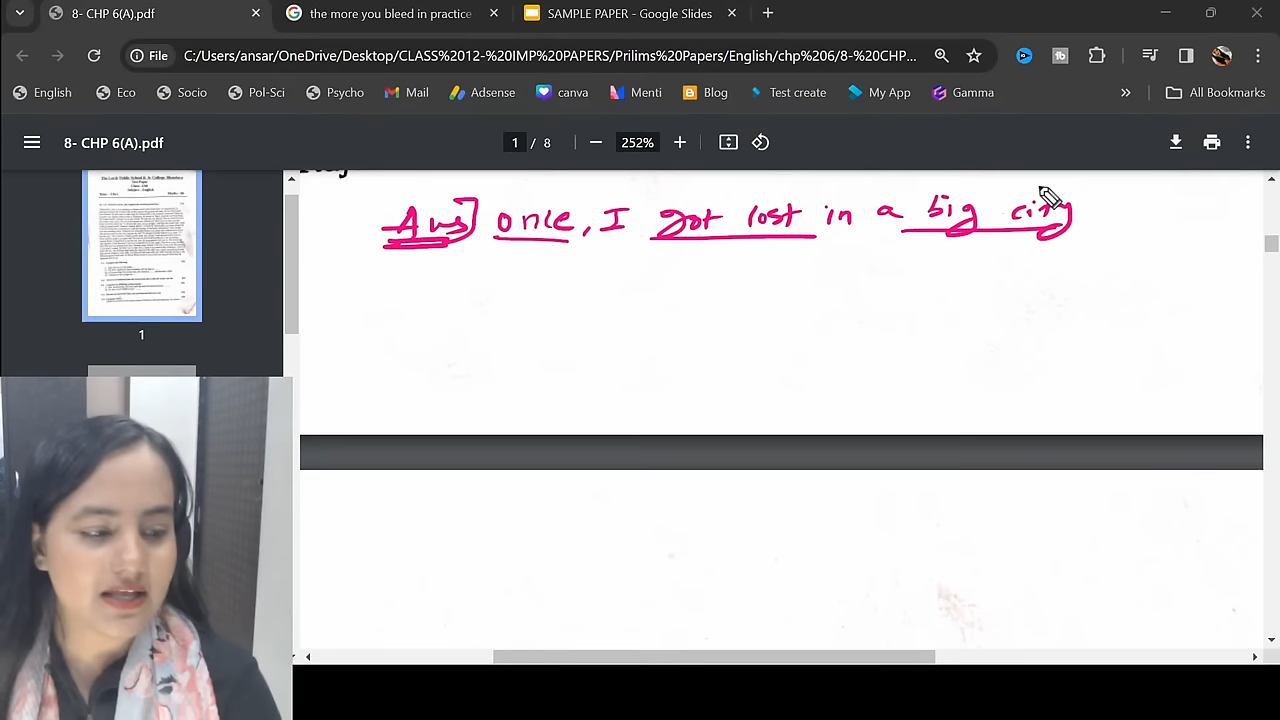 8- CHP 6(A).pdf
the more you bleed in practice
SAMPLE PAPER - Google Slides
File
C:/Users/ansar/OneDrive/Desktop/CLASS%2012-%20IMP%20PAPERS/Prilims%20Papers/English/chp%206/8-%20CHP...
English Eco Socio Pol-Sci Psycho Mail Adsense canva Menti Blog Test create My App Gamma » All Bookmarks
8- CHP 6(A).pdf 1 / 8 252%
Ans] once, I got lost in a big city
1